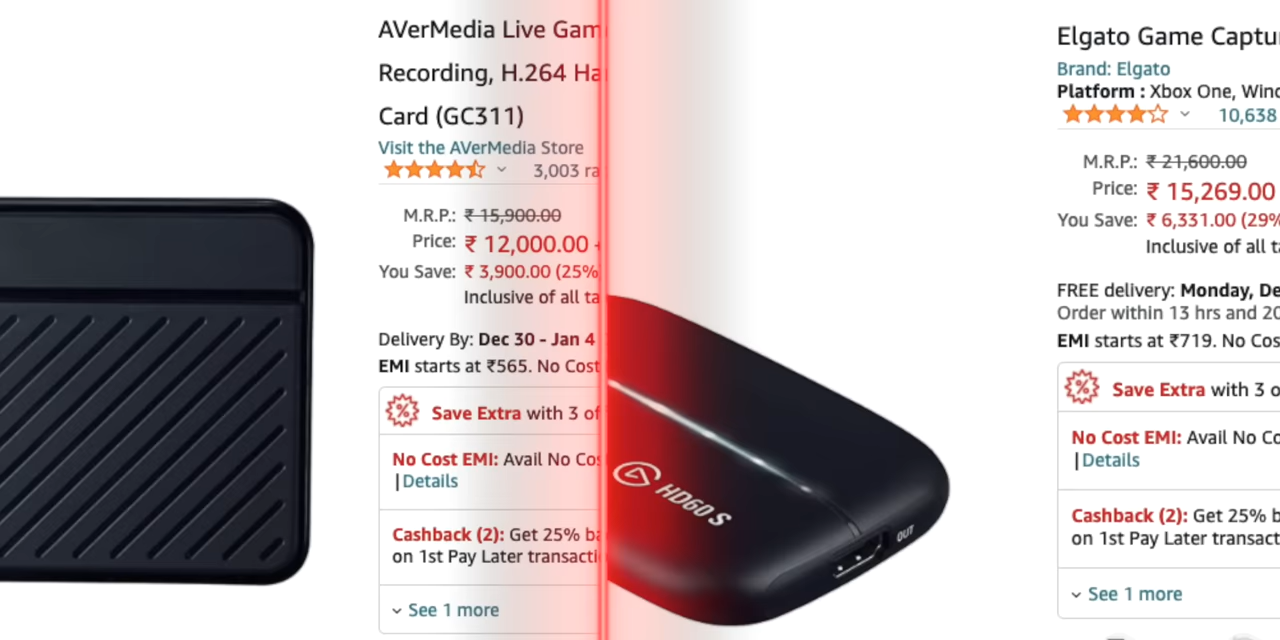 AVerMedia Live Gam
Recording, H.264 Ha
Card (GC311)
Visit the AVerMedia Store
3,003 ra
M.R.P.: ₹ 15,900.00
Price: ₹ 12,000.00 +
You Save: ₹ 3,900.00 (25%
Inclusive of all ta
Delivery By: Dec 30 - Jan 4
EMI starts at ₹565. No Cost
Save Extra with 3 of
No Cost EMI: Avail No Cos
| Details
Cashback (2): Get 25% ba
on 1st Pay Later transacti
See 1 more
HD60 S
OUT
Elgato Game Captu
Brand: Elgato
Platform : Xbox One, Wind
10,638
M.R.P.: ₹ 21,600.00
Price: ₹ 15,269.00
You Save: ₹ 6,331.00 (29%
Inclusive of all ta
FREE delivery: Monday, De
Order within 13 hrs and 20
EMI starts at ₹719. No Cos
Save Extra with 3 o
No Cost EMI: Avail No Co
| Details
Cashback (2): Get 25% b
on 1st Pay Later transact
See 1 more